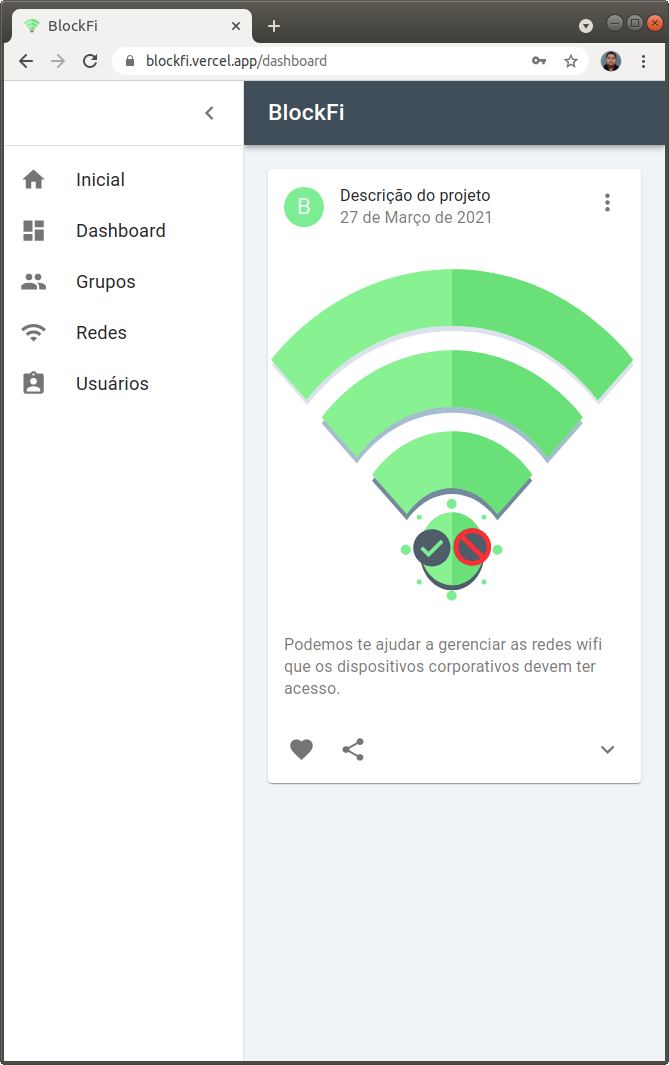 BlockFi
blockfi.vercel.app/dashboard
BlockFi
Inicial
Dashboard
Grupos
Redes
Usuários
B
Descrição do projeto
27 de Março de 2021
Podemos te ajudar a gerenciar as redes wifi
que os dispositivos corporativos devem ter
acesso.